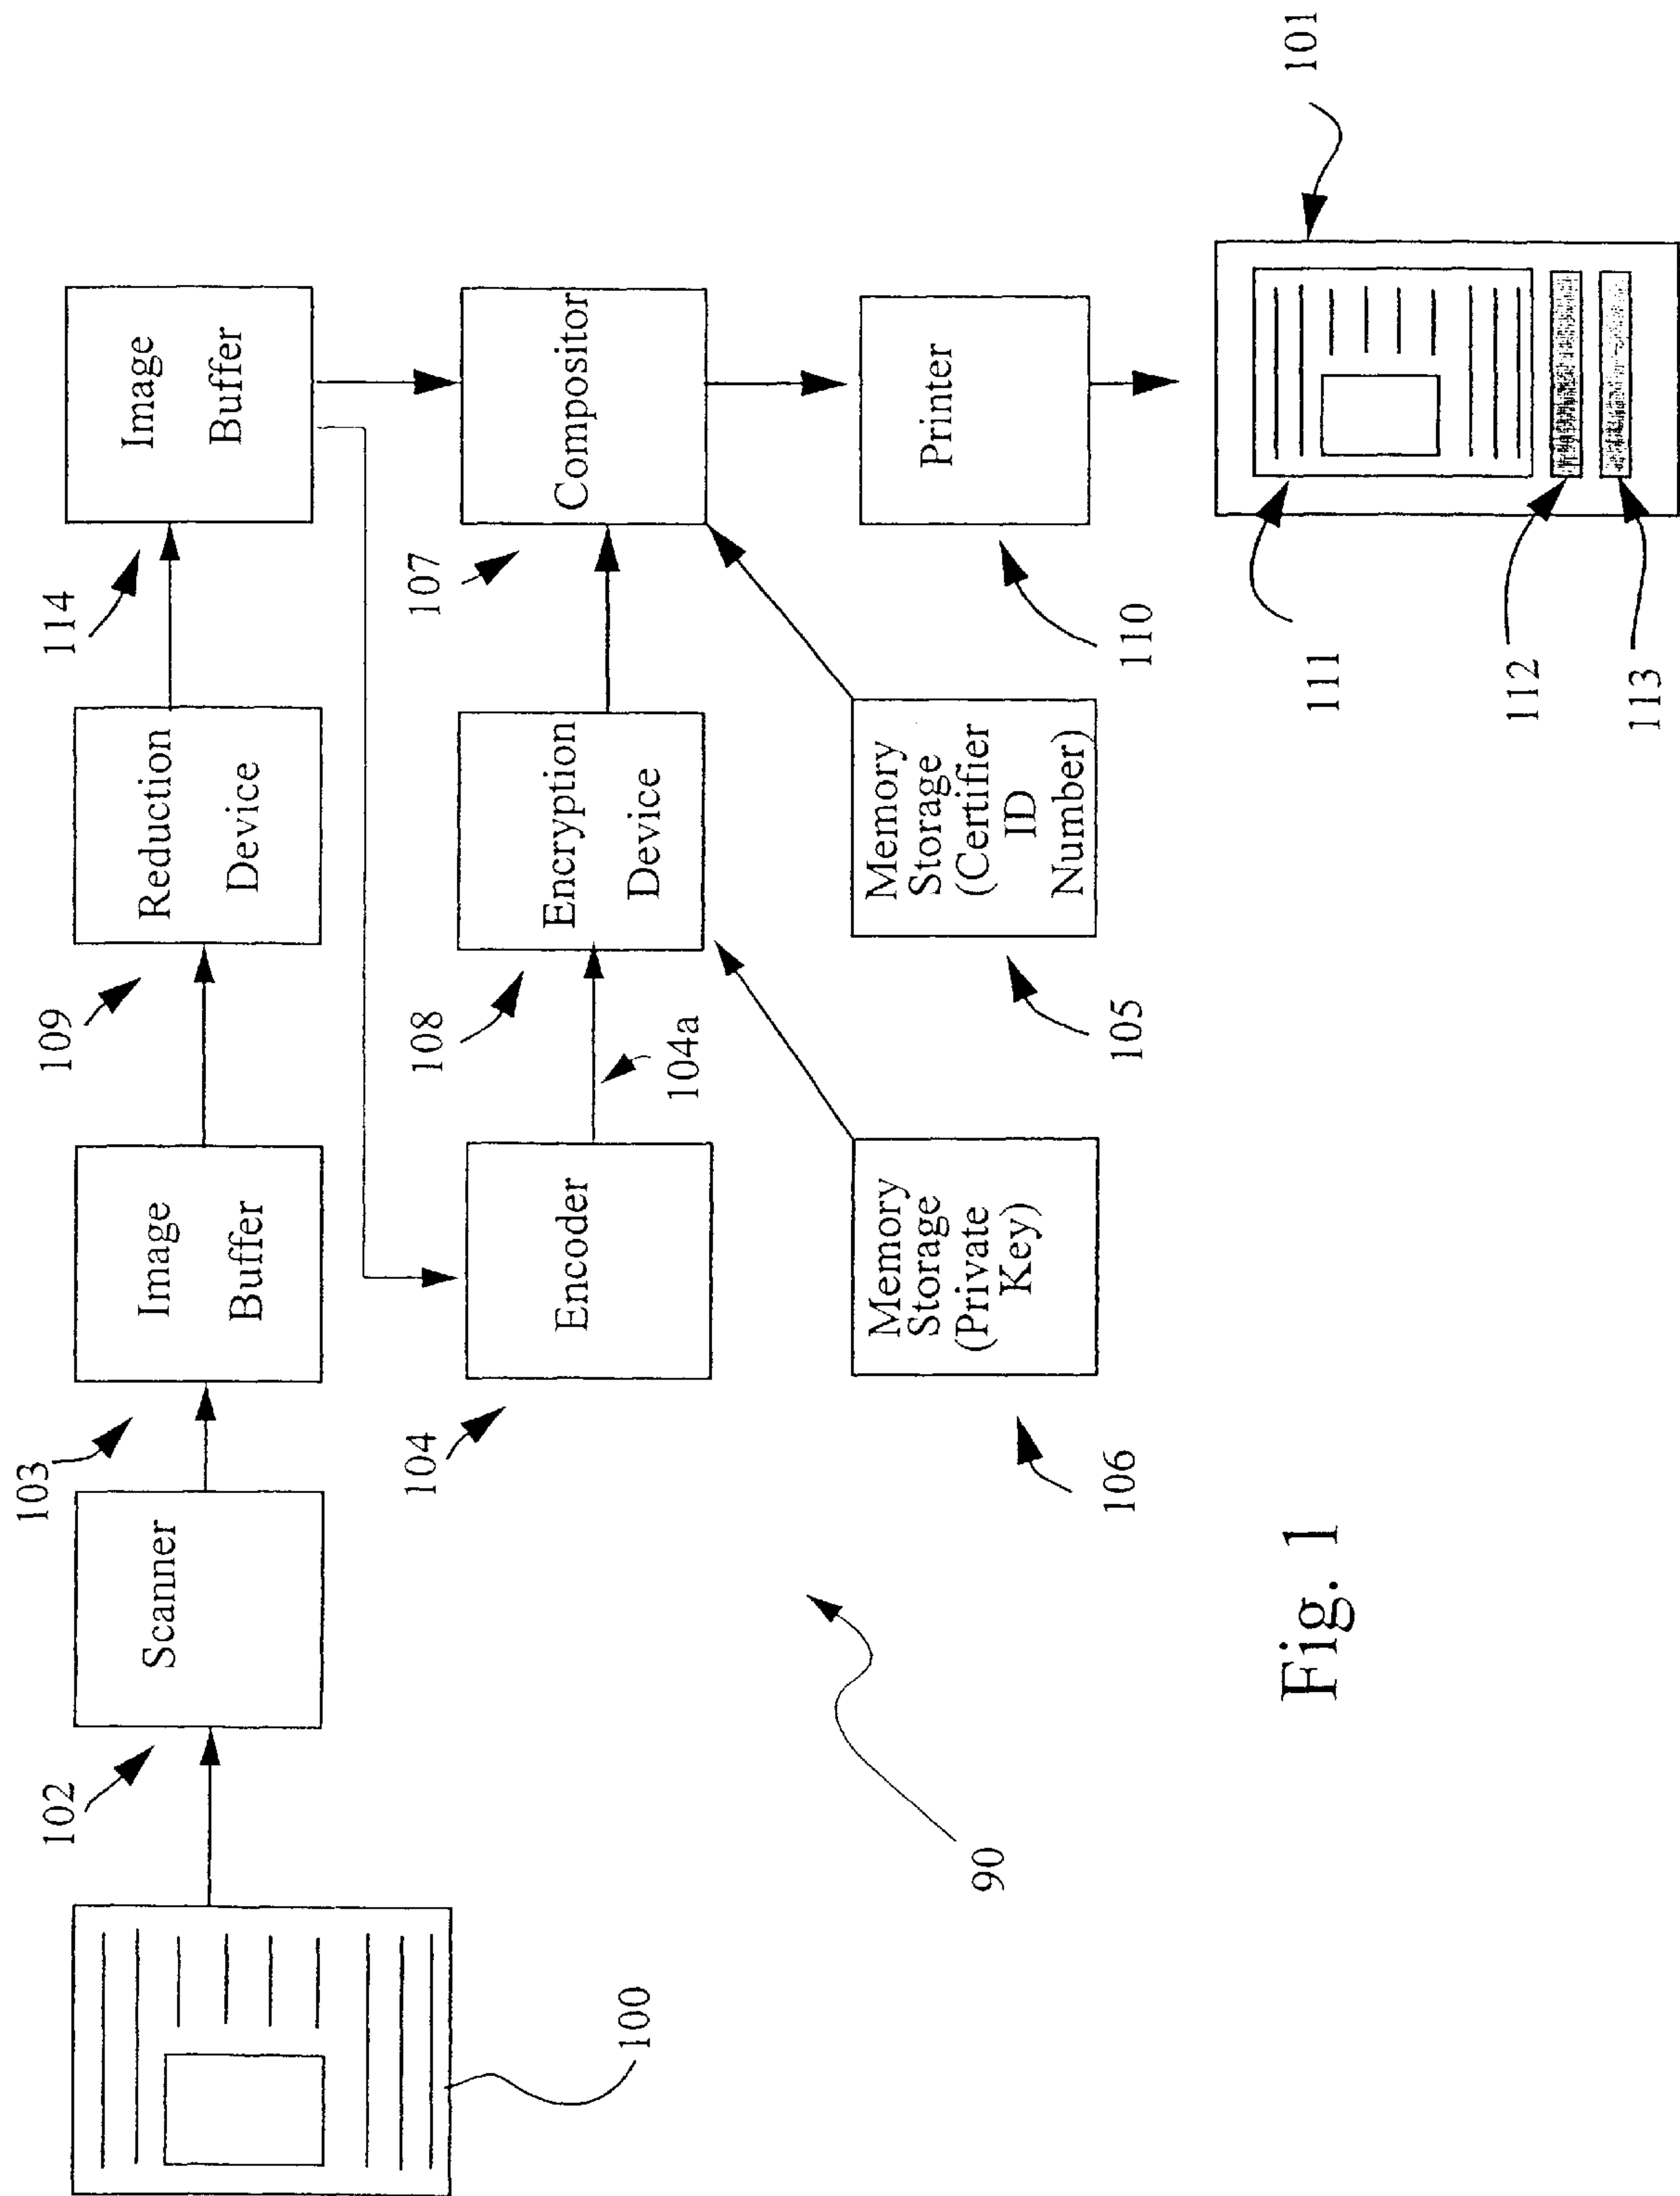 100
102
Scanner
103
Image
Buffer
109
Reduction
Device
114
Image
Buffer
104
Encoder
104a
108
Encryption
Device
107
Compositor
106
Memory
Storage
(Private
Key)
105
Memory
Storage
(Certifier
ID
Number)
110
Printer
90
101
111
112
113
Fig. 1